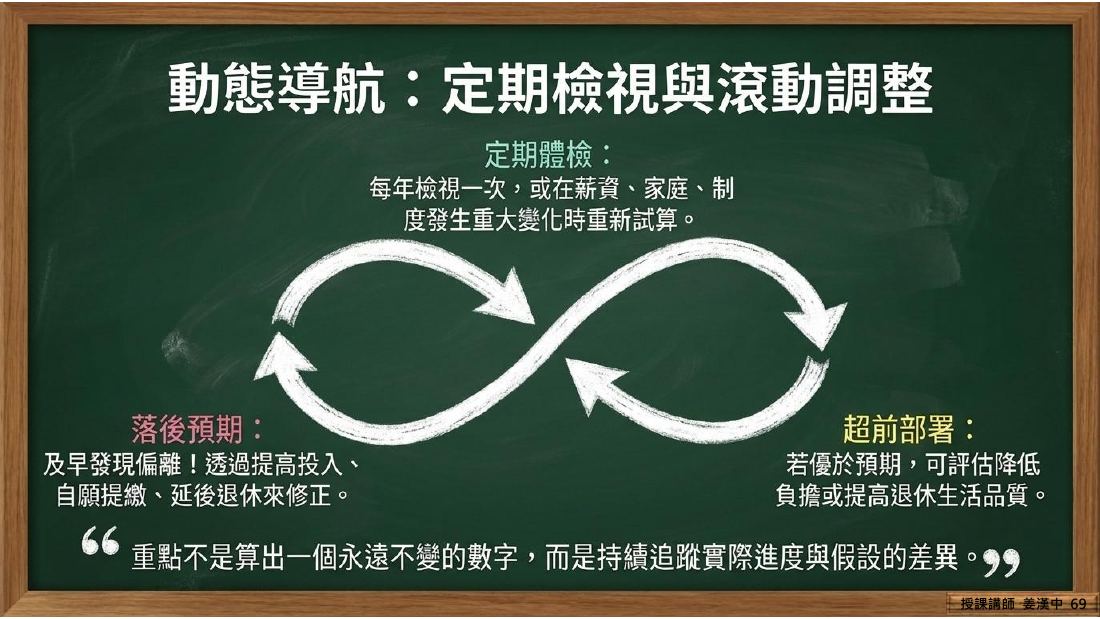 動態導航：定期檢視與滾動調整
定期體檢：
每年檢視一次，或在薪資、家庭、制
度發生重大變化時重新試算。
落後預期：
及早發現偏離！透過提高投入、
自願提繳、延後退休來修正。
超前部署：
若優於預期，可評估降低
負擔或提高退休生活品質。
“重點不是算出一個永遠不變的數字，而是持續追蹤實際進度與假設的差異。”
授課講師 姜漢中 69